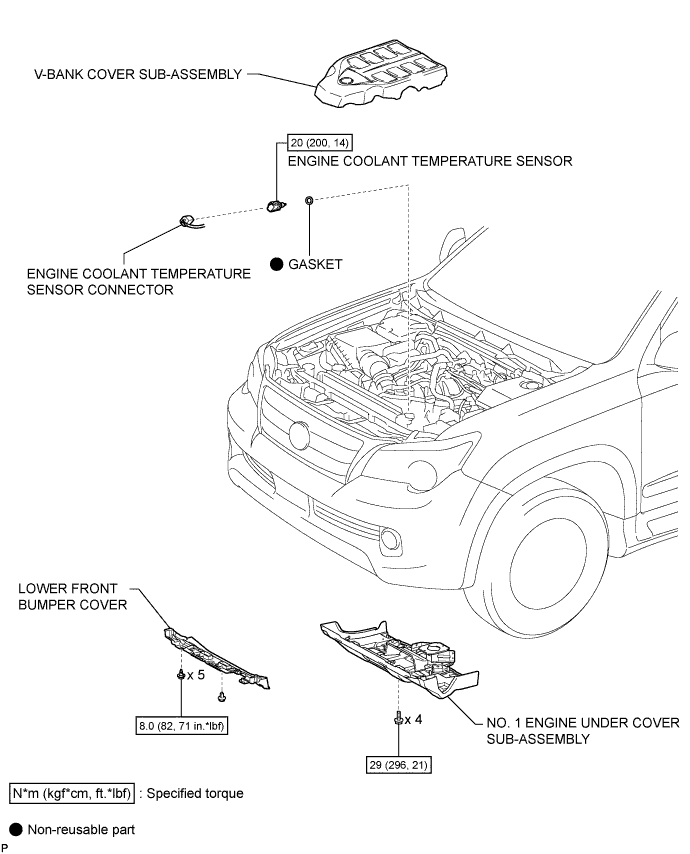 V-BANK COVER SUB-ASSEMBLY
20 (200, 14)
ENGINE COOLANT TEMPERATURE SENSOR
GASKET
ENGINE COOLANT TEMPERATURE
SENSOR CONNECTOR
LOWER FRONT
BUMPER COVER
x 5
8.0 (82, 71 in.*lbf)
x 4
NO. 1 ENGINE UNDER COVER
SUB-ASSEMBLY
29 (296, 21)
N*m (kgf*cm, ft.*lbf) : Specified torque
Non-reusable part
P